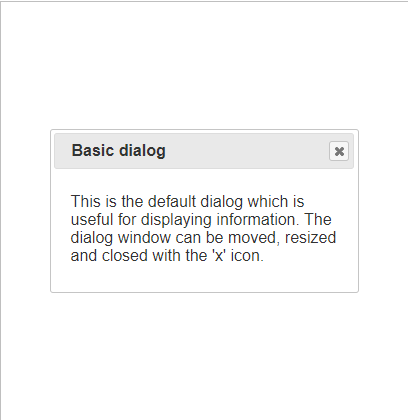 Basic dialog
This is the default dialog which is
useful for displaying information. The
dialog window can be moved, resized
and closed with the 'x' icon.